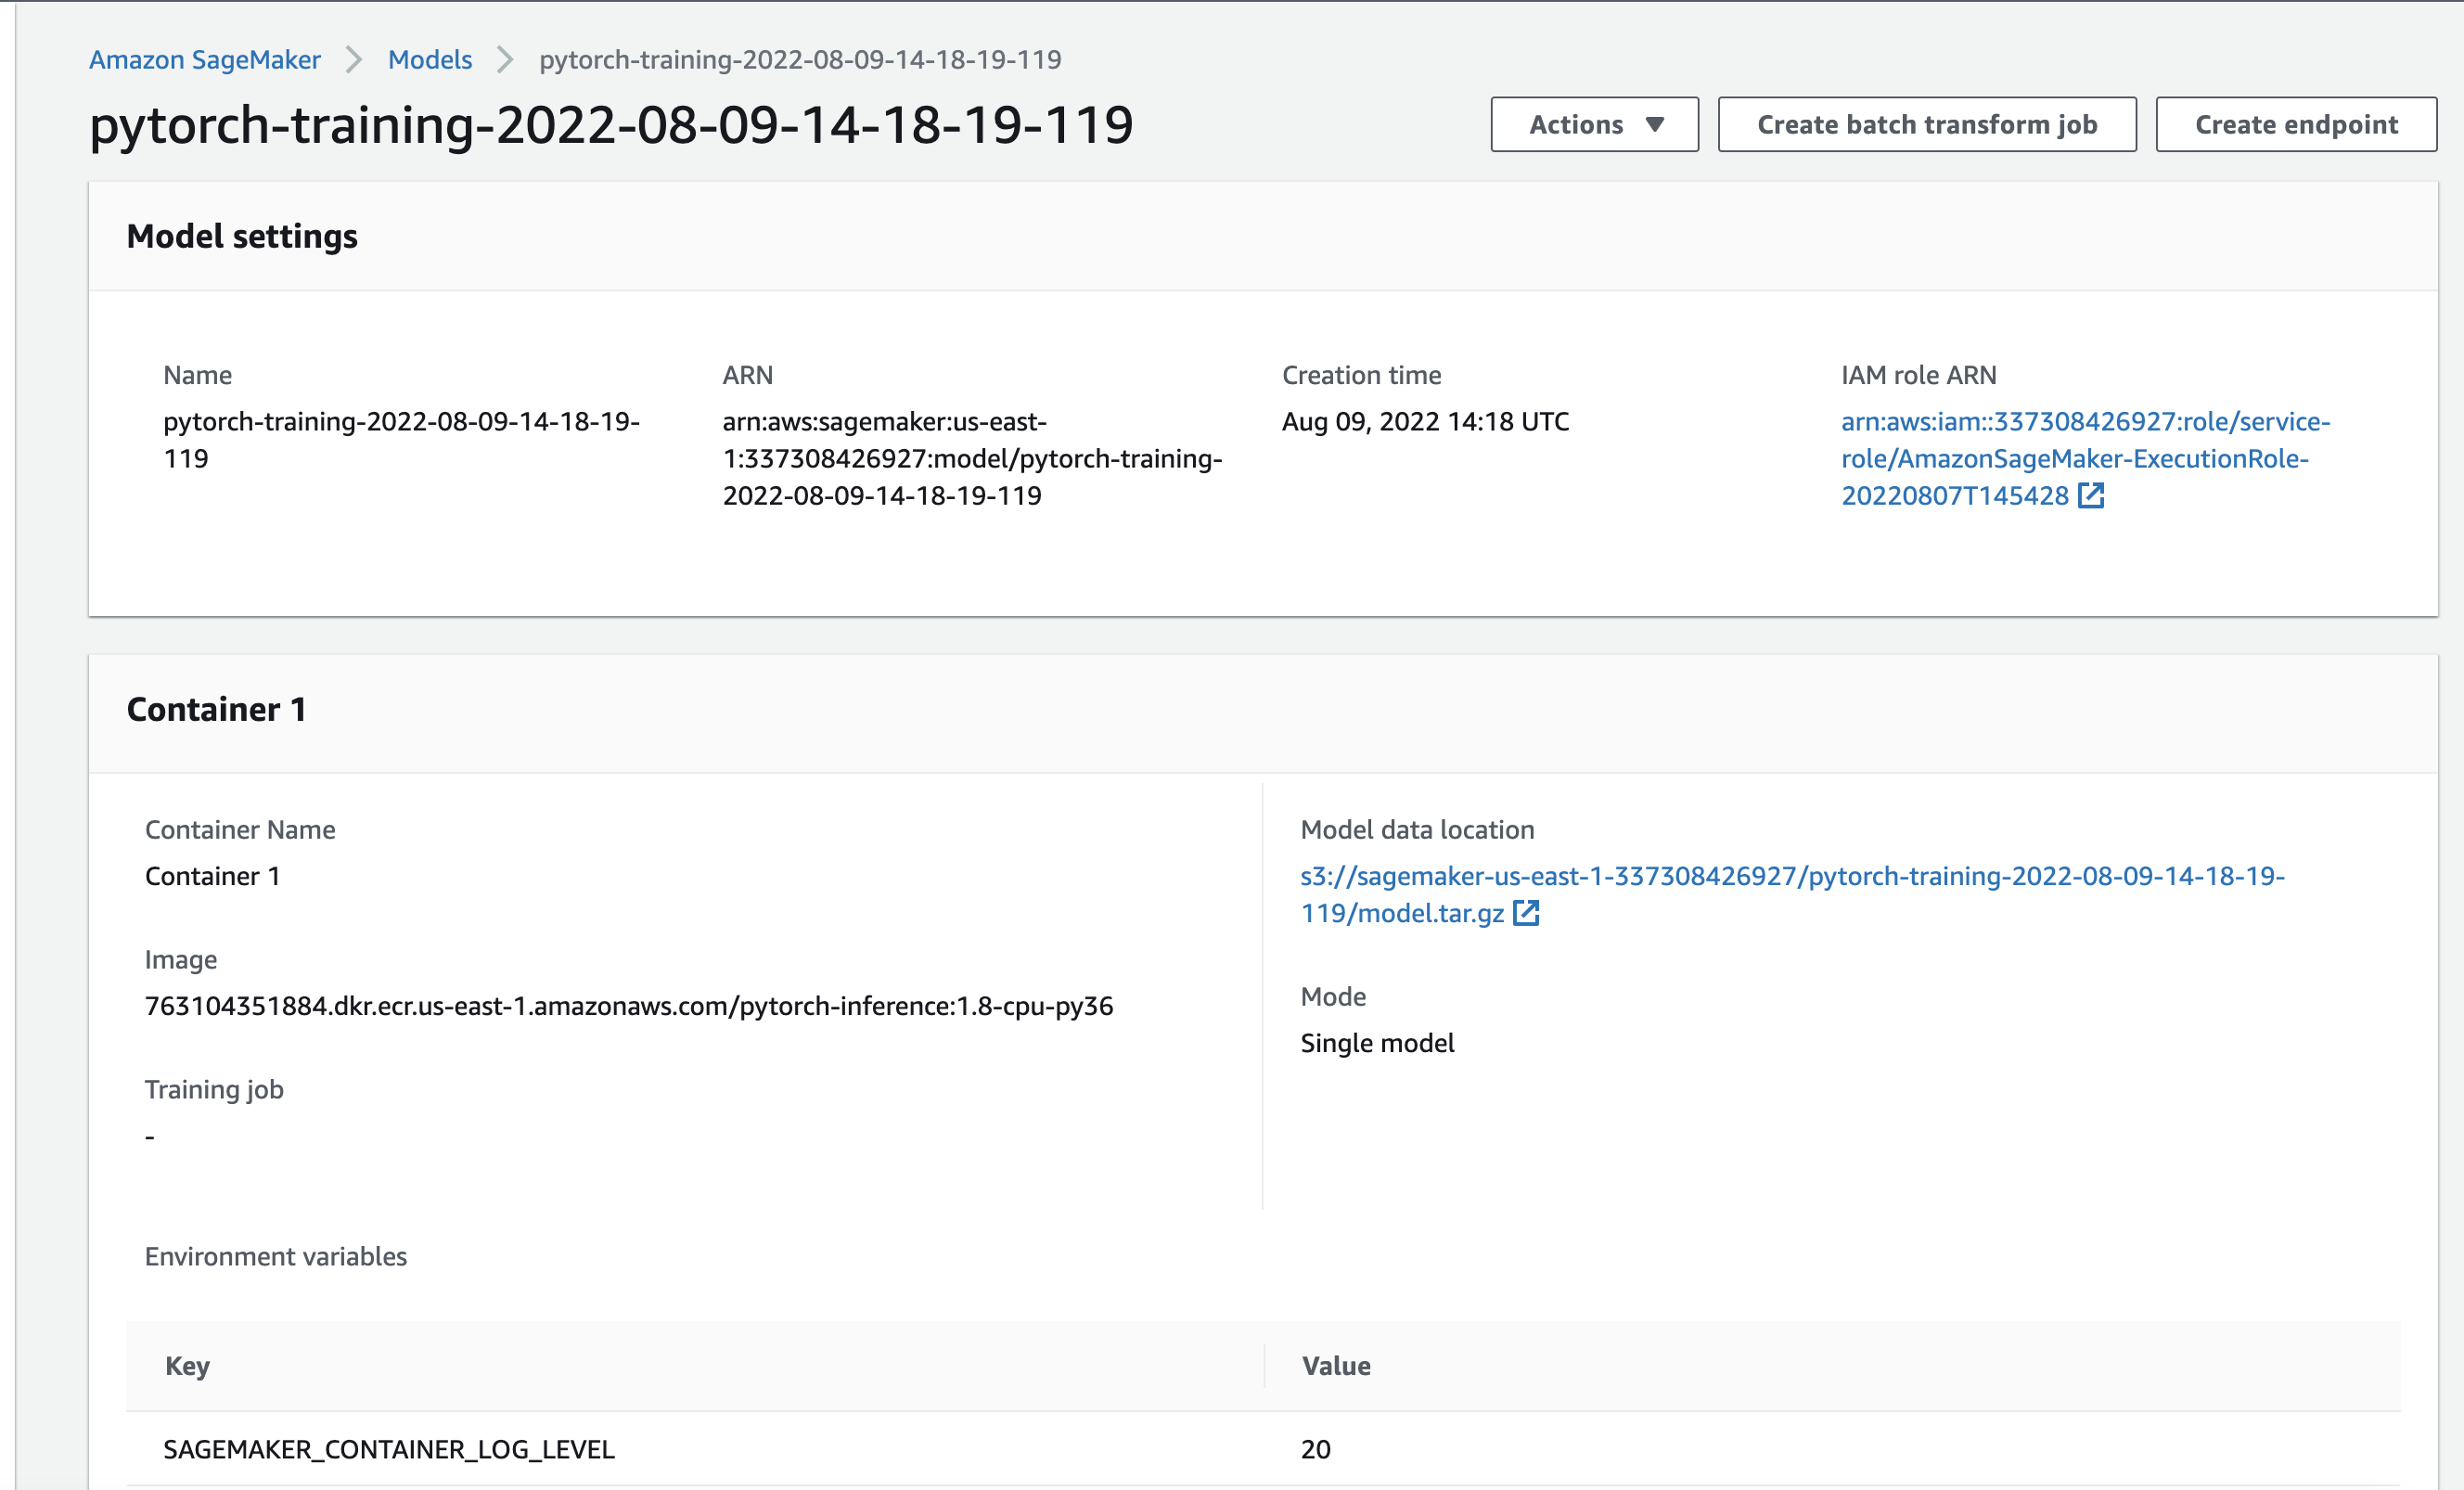 Amazon SageMaker > Models > pytorch-training-2022-08-09-14-18-19-119
pytorch-training-2022-08-09-14-18-19-119
Actions ▼ Create batch transform job Create endpoint
Model settings
Name
pytorch-training-2022-08-09-14-18-19-
119
ARN
arn:aws:sagemaker:us-east-
1:337308426927:model/pytorch-training-
2022-08-09-14-18-19-119
Creation time
Aug 09, 2022 14:18 UTC
IAM role ARN
arn:aws:iam::337308426927:role/service-
role/AmazonSageMaker-ExecutionRole-
20220807T145428
Container 1
Container Name
Container 1
Image
763104351884.dkr.ecr.us-east-1.amazonaws.com/pytorch-inference:1.8-cpu-py36
Training job
-
Model data location
s3://sagemaker-us-east-1-337308426927/pytorch-training-2022-08-09-14-18-19-
119/model.tar.gz
Mode
Single model
Environment variables
Key Value
SAGEMAKER_CONTAINER_LOG_LEVEL 20